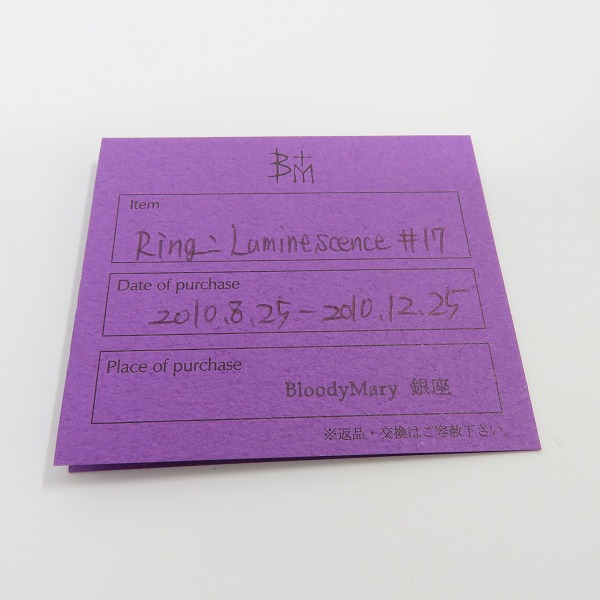 B+M
Item
Ring: Luminescence #17
Date of purchase
2010.8.25 - 2010.12.25
Place of purchase
BloodyMary 銀座
※返品・交換はご容赦下さい。